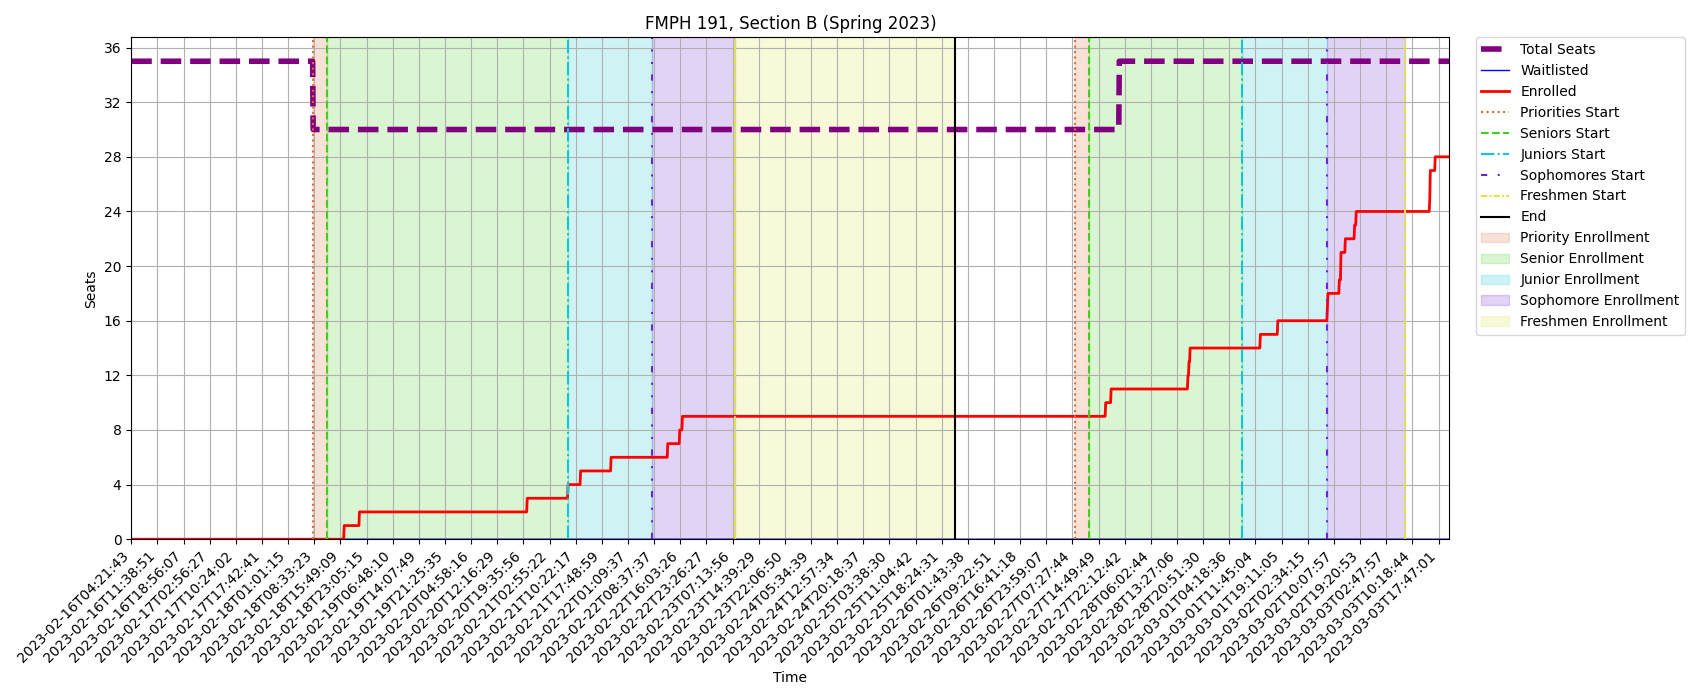 FMPH 191, Section B (Spring 2023)
36
32
28
24
20
16
12
8
4
0
Seats
2023-02-16T04:21:43
2023-02-16T11:38:51
2023-02-16T18:56:07
2023-02-17T02:56:27
2023-02-17T10:24:02
2023-02-17T17:42:41
2023-02-18T01:01:15
2023-02-18T08:33:23
2023-02-18T15:49:09
2023-02-18T23:05:15
2023-02-19T06:48:10
2023-02-19T14:07:49
2023-02-19T21:25:35
2023-02-20T04:58:16
2023-02-20T12:16:29
2023-02-20T19:35:56
2023-02-21T02:55:22
2023-02-21T10:22:17
2023-02-21T17:48:59
2023-02-22T01:09:37
2023-02-22T08:37:37
2023-02-22T16:03:26
2023-02-22T23:26:27
2023-02-23T07:13:56
2023-02-23T14:39:29
2023-02-23T22:06:50
2023-02-24T05:34:39
2023-02-24T12:57:34
2023-02-24T20:18:37
2023-02-25T03:38:30
2023-02-25T11:04:42
2023-02-25T18:24:31
2023-02-26T01:43:38
2023-02-26T09:22:51
2023-02-26T16:41:18
2023-02-26T23:59:07
2023-02-27T07:27:44
2023-02-27T14:49:49
2023-02-27T22:12:42
2023-02-28T06:02:44
2023-02-28T13:27:06
2023-02-28T20:51:30
2023-03-01T04:18:36
2023-03-01T11:45:04
2023-03-01T19:11:05
2023-03-02T02:34:15
2023-03-02T10:07:57
2023-03-02T19:20:53
2023-03-03T02:47:57
2023-03-03T10:18:44
2023-03-03T17:47:01
Time
Total Seats
Waitlisted
Enrolled
Priorities Start
Seniors Start
Juniors Start
Sophomores Start
Freshmen Start
End
Priority Enrollment
Senior Enrollment
Junior Enrollment
Sophomore Enrollment
Freshmen Enrollment